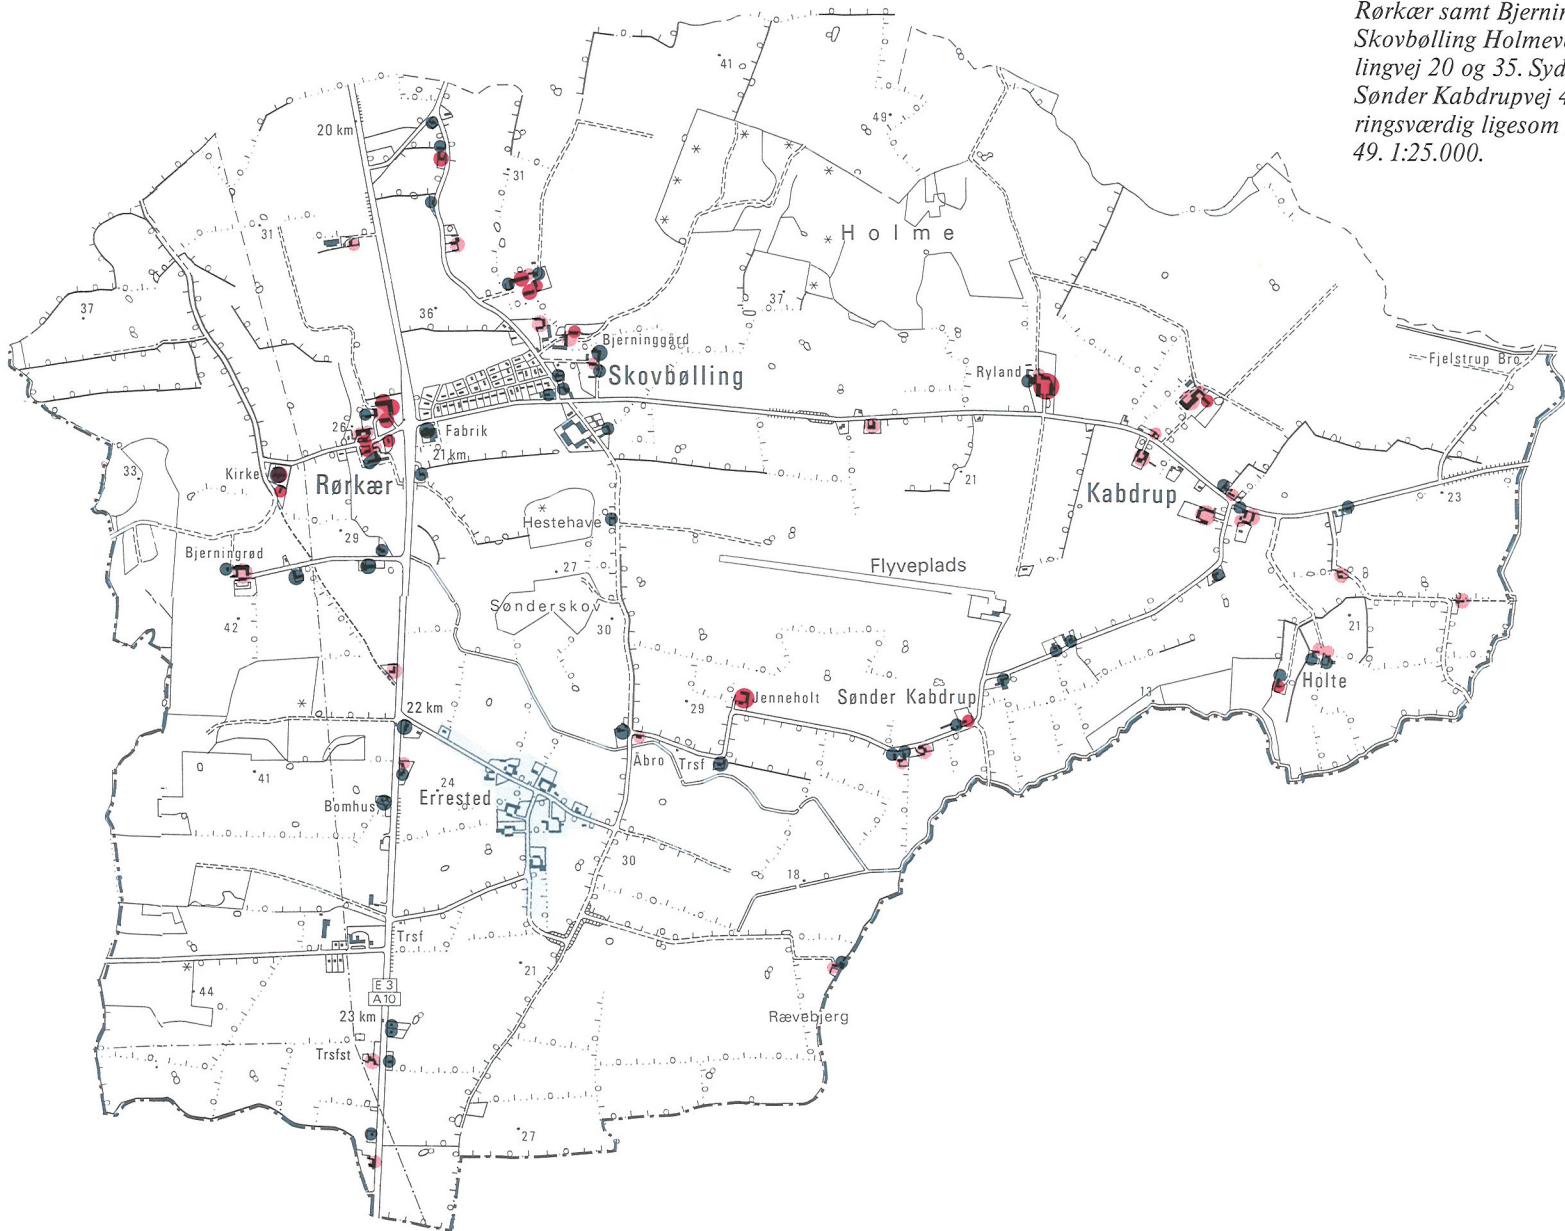 Rørkær samt Bjernin
Skovbølling Holmev
lingvej 20 og 35. Syd
Sønder Kabdrupvej 4
ringsværdig ligesom
49. 1:25.000.
41
49
20 km
31
31
Holme
37
37
36
Bjerninggård
Skovbølling
Ryland
Fjelstrup Bro
26
Fabrik
21 km
Kirke
Rørkær
33
21
Kabdrup
23
Hestehave
Bjerningrød
29
27
Flyveplads
Sønderskov
42
30
21
Holte
13
29
Jenneholt
Sønder Kabdrup
22 km
Åbro
Trsf
41
24
Errested
Bomhus
30
18
Trsf
21
44
E 3
A 10
23 km
Rævebjerg
Trsfst
27